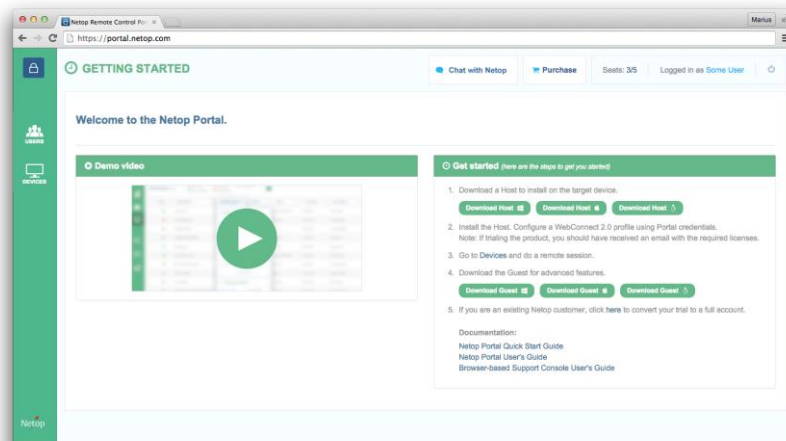 Netop Remote Control Po
Marius
https://portal.netop.com
GETTING STARTED
Chat with Netop
Purchase
Seats: 3/5
Logged in as Some User
USERS
DEVICES
Welcome to the Netop Portal.
Demo video
Get started (here are the steps to get you started)
1. Download a Host to install on the target device.
Download Host Download Host Download Host
2. Install the Host. Configure a WebConnect 2.0 profile using Portal credentials.
Note: If trialing the product, you should have received an email with the required licenses.
3. Go to Devices and do a remote session.
4. Download the Guest for advanced features.
Download Guest Download Guest Download Guest
5. If you are an existing Netop customer, click here to convert your trial to a full account.
Documentation:
Netop Portal Quick Start Guide
Netop Portal User's Guide
Browser-based Support Console User's Guide
Netop